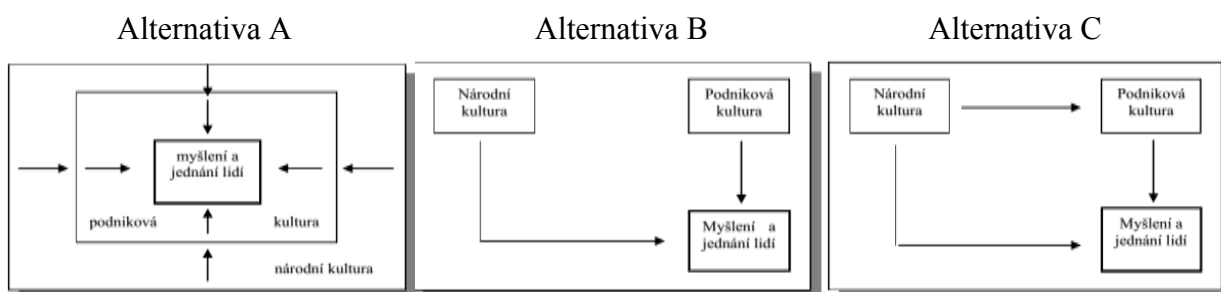 Alternativa A
myšlení a
jednání lidí
podniková kultura
národní kultura
Alternativa B
Národní
kultura
Podniková
kultura
Myšlení a
jednání lidí
Alternativa C
Národní
kultura
Podniková
kultura
Myšlení a
jednání lidí